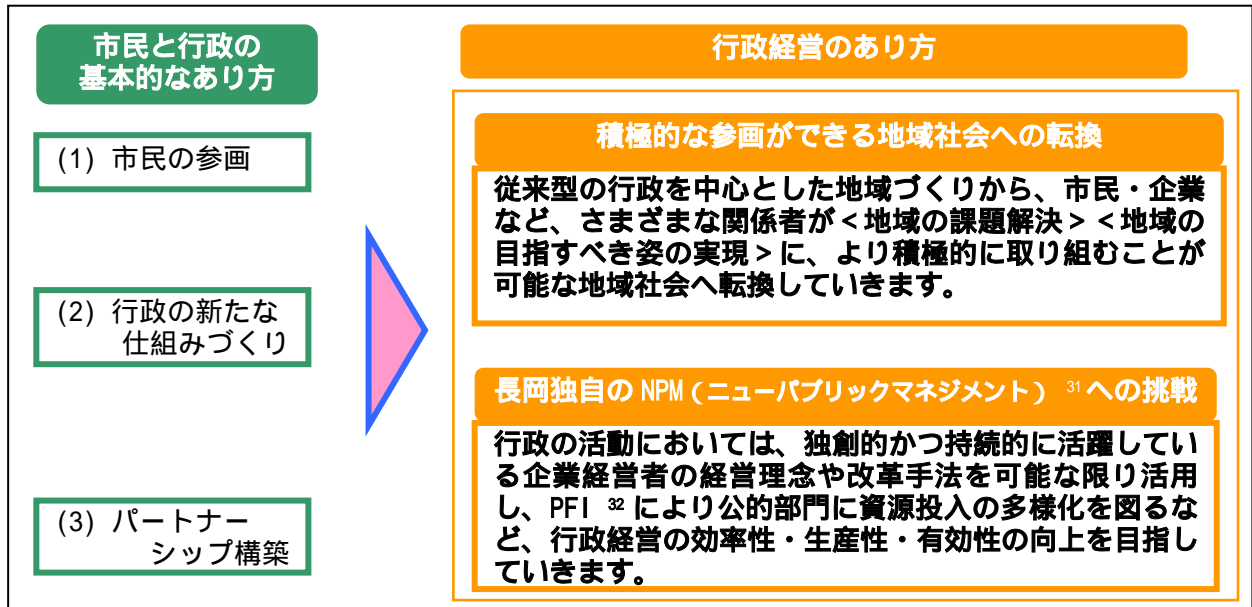 市民と行政の
基本的なあり方
(1) 市民の参画
(2) 行政の新たな
仕組みづくり
(3) パートナー
シップ構築
行政経営のあり方
積極的な参画ができる地域社会への転換
従来型の行政を中心とした地域づくりから、市民・企業
など、さまざまな関係者が<地域の課題解決><地域の
目指すべき姿の実現>に、より積極的に取り組むことが
可能な地域社会へ転換していきます。
長岡独自の NPM(ニューパブリックマネジメント) 31 への挑戦
行政の活動においては、独創的かつ持続的に活躍してい
る企業経営者の経営理念や改革手法を可能な限り活用
し、PFI 32 により公的部門に資源投入の多様化を図るな
ど、行政経営の効率性・生産性・有効性の向上を目指し
ていきます。